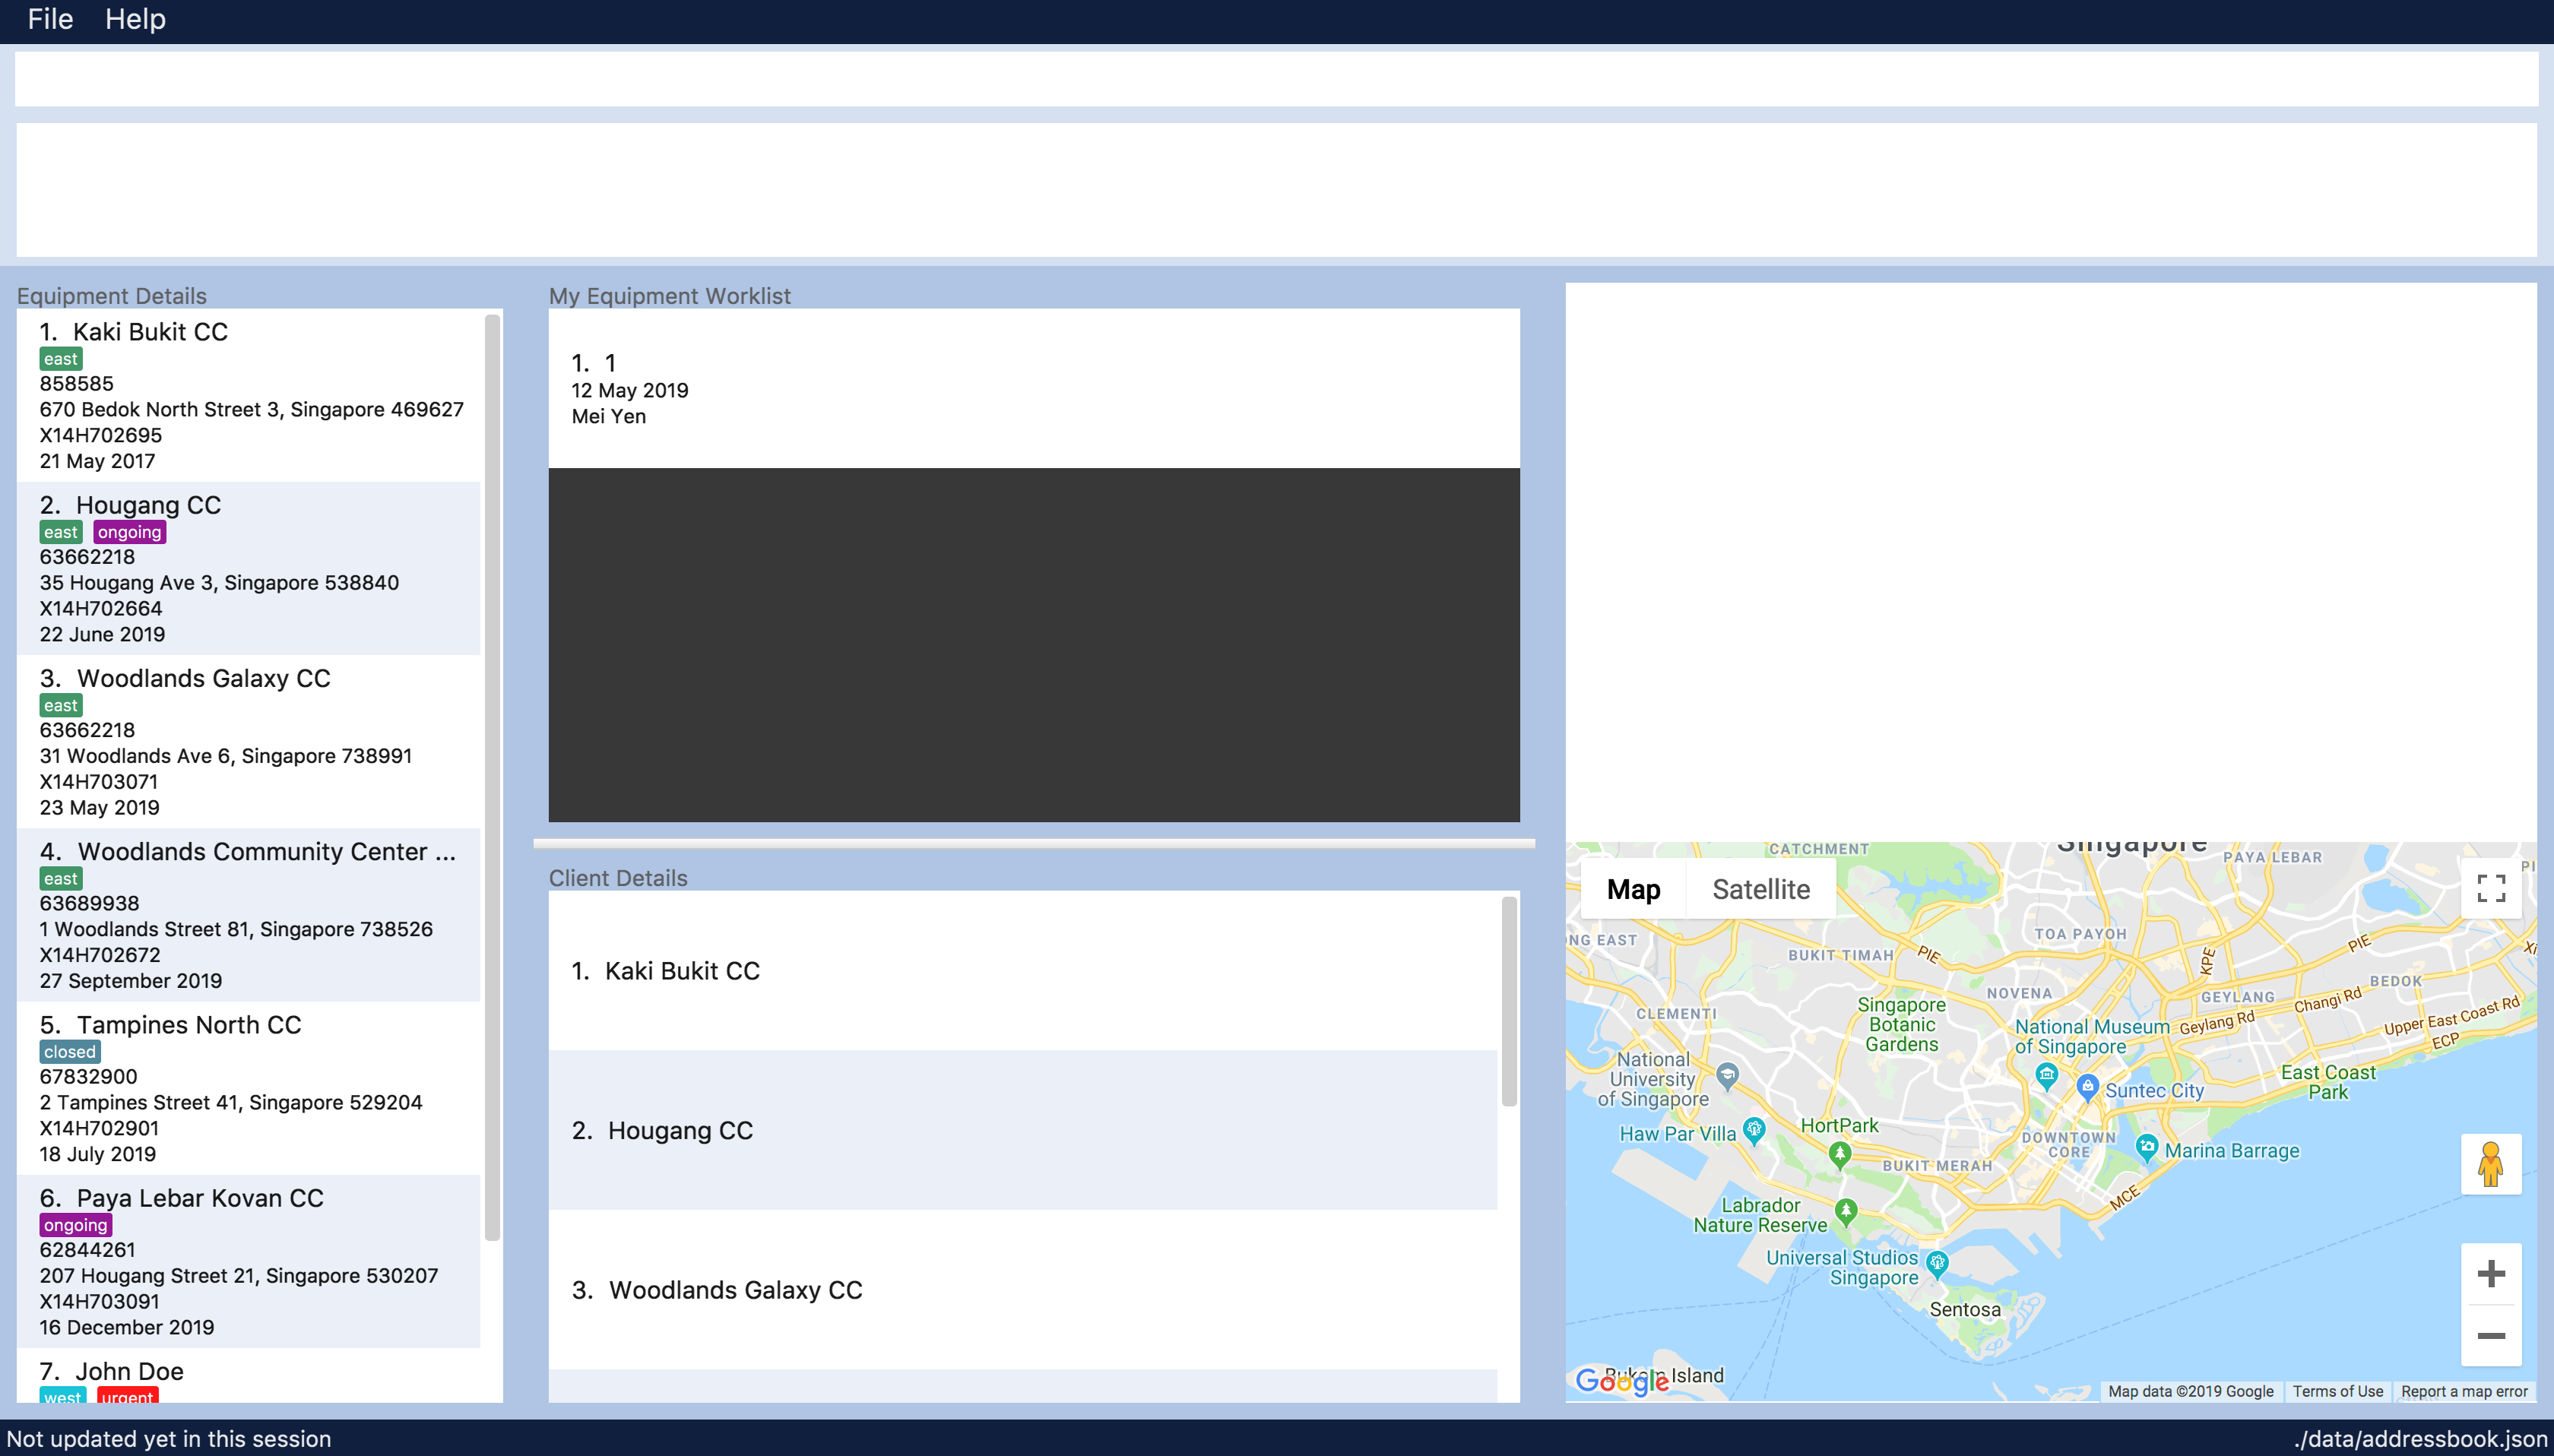 File Help
Equipment Details
1. Kaki Bukit CC
east
858585
670 Bedok North Street 3, Singapore 469627
X14H702695
21 May 2017
2. Hougang CC
east ongoing
63662218
35 Hougang Ave 3, Singapore 538840
X14H702664
22 June 2019
3. Woodlands Galaxy CC
east
63662218
31 Woodlands Ave 6, Singapore 738991
X14H703071
23 May 2019
4. Woodlands Community Center ...
east
63689938
1 Woodlands Street 81, Singapore 738526
X14H702672
27 September 2019
5. Tampines North CC
closed
67832900
2 Tampines Street 41, Singapore 529204
X14H702901
18 July 2019
6. Paya Lebar Kovan CC
ongoing
62844261
207 Hougang Street 21, Singapore 530207
X14H703091
16 December 2019
7. John Doe
west urgent
My Equipment Worklist
1. 1
12 May 2019
Mei Yen
Client Details
1. Kaki Bukit CC
2. Hougang CC
3. Woodlands Galaxy CC
Singapore
CATCHMENT
PAYA LEBAR
Map Satellite
NG EAST
TOA PAYOH
BUKIT TIMAH
PIE
KPE
PIE
BEDOK
NOVENA
GEYLANG
Changi Rd
CLEMENTI
Singapore
Botanic
Gardens
National Museum
of Singapore
Geylang Rd
Upper East Coast Rd
ECP
National
University
of Singapore
Suntec City
East Coast
Park
Haw Par Villa
HortPark
DOWNTOWN
CORE
Marina Barrage
BUKIT MERAH
MCE
Labrador
Nature Reserve
Universal Studios
Singapore
Sentosa
Google
Island
Map data ©2019 Google
Terms of Use
Report a map error
Not updated yet in this session
./data/addressbook.json